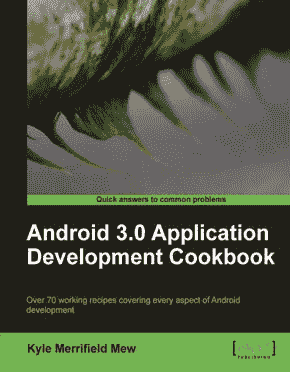 Quick answers to common problems
Android 3.0 Application
Development Cookbook
Over 70 working recipes covering every aspect of Android
development
Kyle Merrifield Mew